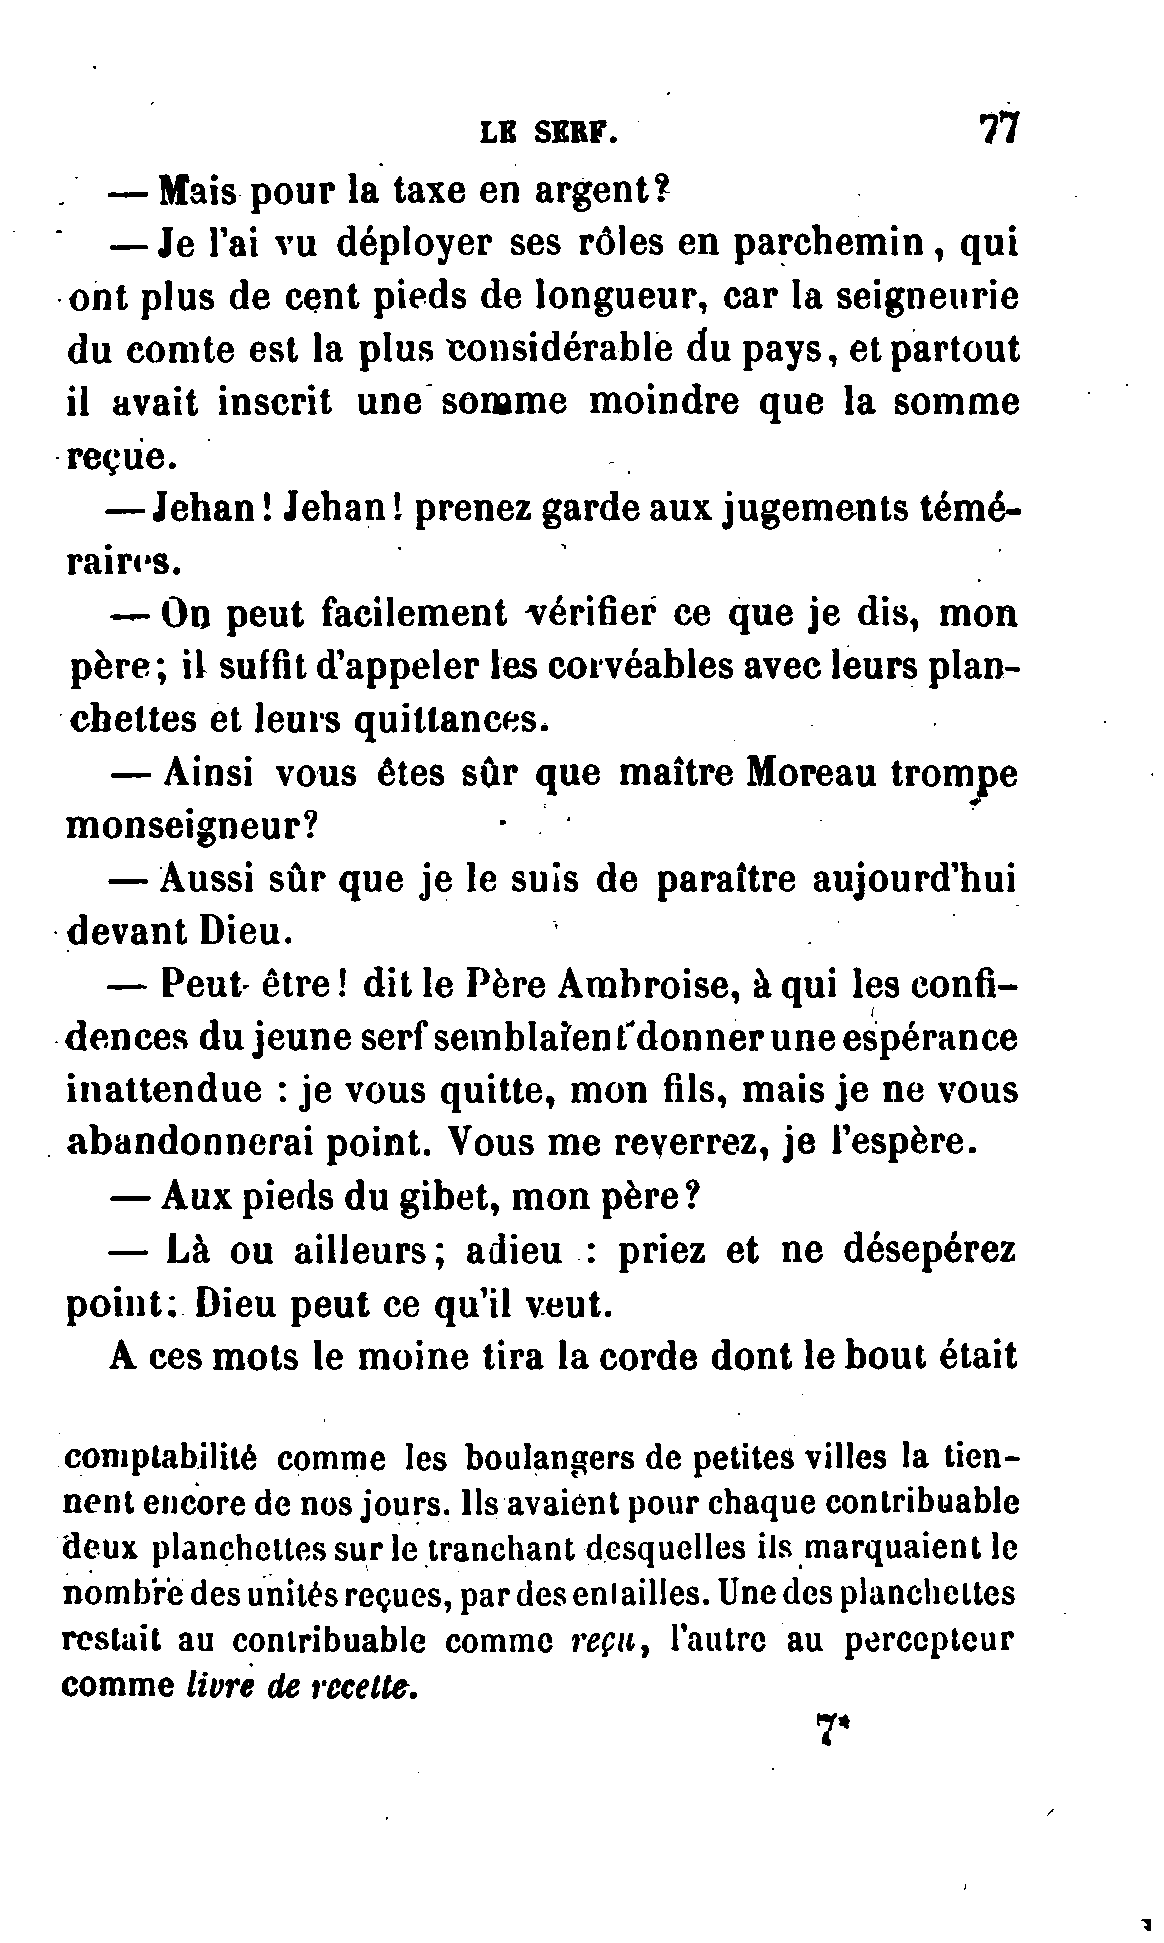 LE SERF. 77
— Mais pour la taxe en argent?
— Je l'ai vu déployer ses rôles en parchemin, qui
ont plus de cent pieds de longueur, car la seigneurie
du comte est la plus considérable du pays, et partout
il avait inscrit une somme moindre que la somme
reçue.
— Jehan! Jehan! prenez garde aux jugements témé-
raires.
— On peut facilement vérifier ce que je dis, mon
père; il suffit d'appeler les corvéables avec leurs plan-
chettes et leurs quittances.
— Ainsi vous êtes sûr que maître Moreau trompe
monseigneur?
— Aussi sûr que je le suis de paraître aujourd'hui
devant Dieu.
— Peut-être! dit le Père Ambroise, à qui les confi-
dences du jeune serf semblaient donner une espérance
inattendue : je vous quitte, mon fils, mais je ne vous
abandonnerai point. Vous me reverrez, je l'espère.
— Aux pieds du gibet, mon père?
— Là ou ailleurs; adieu : priez et ne désepérez
point: Dieu peut ce qu'il veut.
A ces mots le moine tira la corde dont le bout était
comptabilité comme les boulangers de petites villes la tien-
nent encore de nos jours. Ils avaient pour chaque contribuable
deux planchettes sur le tranchant desquelles ils marquaient le
nombre des unités reçues, par des entailles. Une des planchettes
restait au contribuable comme reçu, l'autre au percepteur
comme livre de recette.
7*